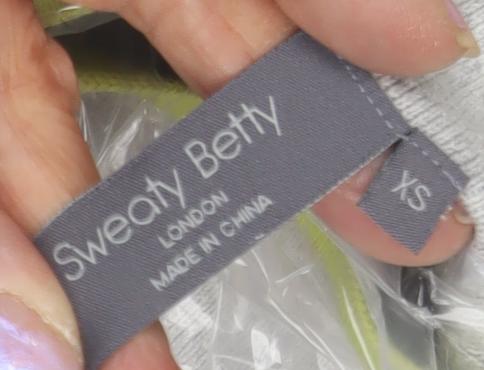 Sweaty Betty
LONDON
MADE IN CHINA
XS